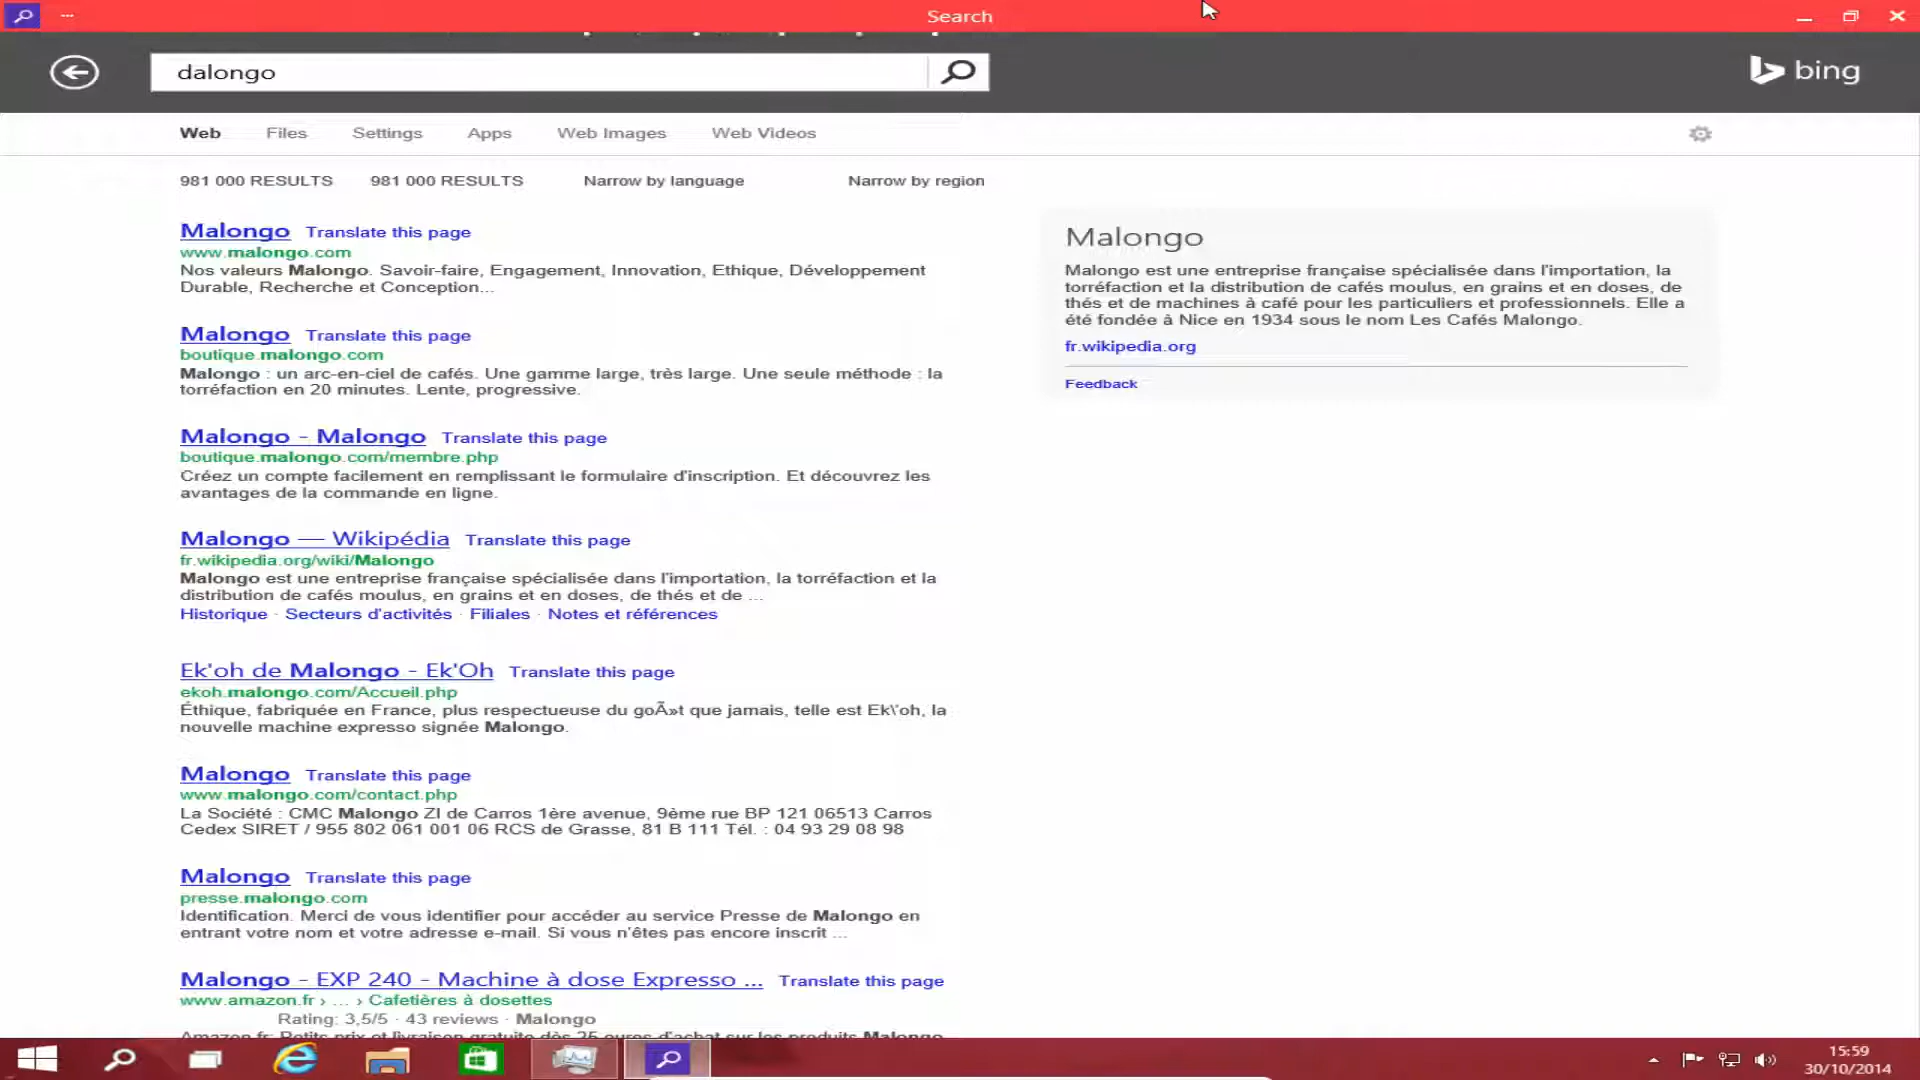 Search
dalongo
bing
Web Files Settings Apps Web Images Web Videos
981 000 RESULTS 981 000 RESULTS Narrow by language Narrow by region
Malongo Translate this page
www.malongo.com
Nos valeurs Malongo. Savoir-faire, Engagement, Innovation, Ethique, Développement
Durable, Recherche et Conception...
Malongo Translate this page
boutique.malongo.com
Malongo : un arc-en-ciel de cafés. Une gamme large, très large. Une seule méthode : la
torréfaction en 20 minutes. Lente, progressive.
Malongo - Malongo Translate this page
boutique.malongo.com/membre.php
Créez un compte facilement en remplissant le formulaire d'inscription. Et découvrez les
avantages de la commande en ligne.
Malongo — Wikipédia Translate this page
fr.wikipedia.org/wiki/Malongo
Malongo est une entreprise française spécialisée dans l'importation, la torréfaction et la
distribution de cafés moulus, en grains et en doses, de thés et de ...
Historique · Secteurs d'activités · Filiales · Notes et références
Ek'oh de Malongo - Ek'Oh Translate this page
ekoh.malongo.com/Accueil.php
Éthique, fabriquée en France, plus respectueuse du goÃ»t que jamais, telle est Ek\'oh, la
nouvelle machine expresso signée Malongo.
Malongo Translate this page
www.malongo.com/contact.php
La Société : CMC Malongo ZI de Carros 1ère avenue, 9ème rue BP 121 06513 Carros
Cedex SIRET / 955 802 061 001 06 RCS de Grasse, 81 B 111 Tél. : 04 93 29 08 98
Malongo Translate this page
presse.malongo.com
Identification. Merci de vous identifier pour accéder au service Presse de Malongo en
entrant votre nom et votre adresse e-mail. Si vous n'êtes pas encore inscrit ...
Malongo - EXP 240 - Machine à dose Expresso ... Translate this page
www.amazon.fr › ... › Cafetières à dosettes
Rating: 3,5/5 · 43 reviews · Malongo
Amazon.fr: Petits prix et livraison gratuite dès 25 euros d'achat sur les produits Malongo
Malongo
Malongo est une entreprise française spécialisée dans l'importation, la
torréfaction et la distribution de cafés moulus, en grains et en doses, de
thés et de machines à café pour les particuliers et professionnels. Elle a
été fondée à Nice en 1934 sous le nom Les Cafés Malongo.
fr.wikipedia.org
Feedback
15:59
30/10/2014